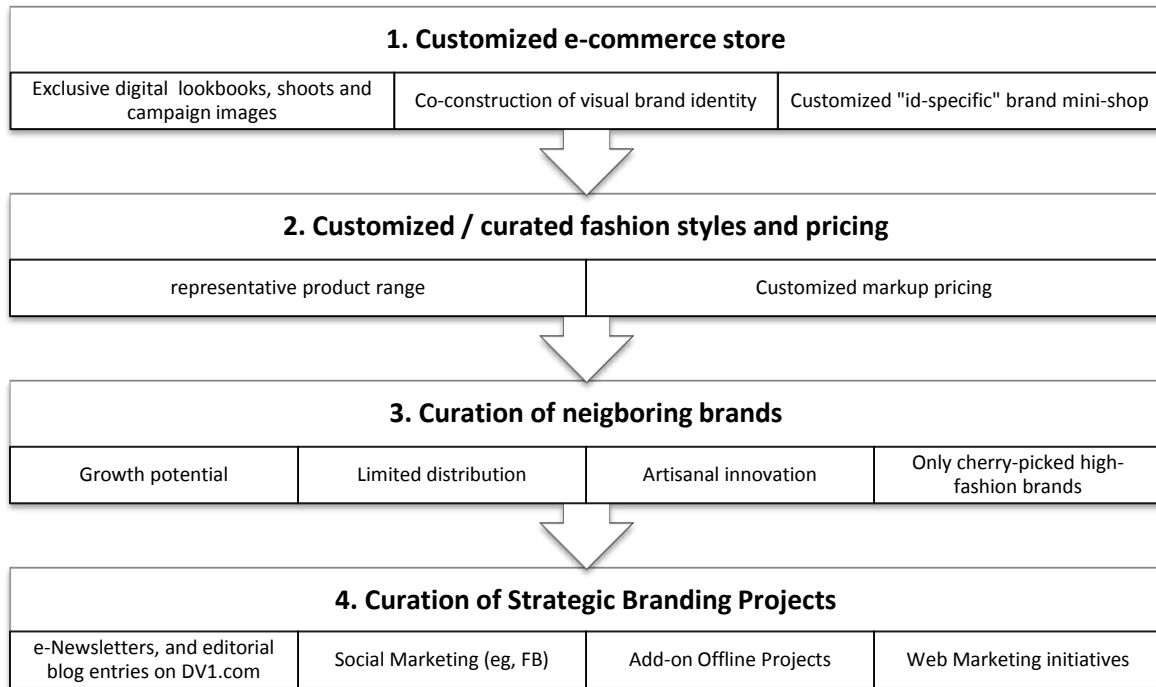 1. Customized e-commerce store
Exclusive digital lookbooks, shoots and
campaign images
Co-construction of visual brand identity
Customized "id-specific" brand mini-shop
2. Customized / curated fashion styles and pricing
representative product range
Customized markup pricing
3. Curation of neigboring brands
Growth potential
Limited distribution
Artisanal innovation
Only cherry-picked high-
fashion brands
4. Curation of Strategic Branding Projects
e-Newsletters, and editorial
blog entries on DV1.com
Social Marketing (eg, FB)
Add-on Offline Projects
Web Marketing initiatives